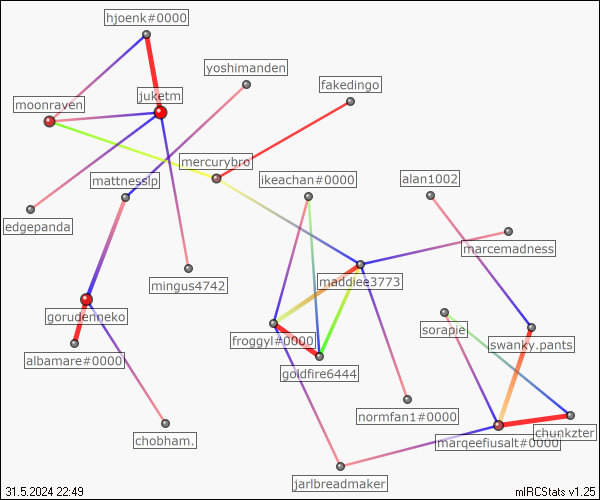 hjoenk#0000
yoshimanden
juketm
fakedingo
moonraven
mercurybro
mattnesslp
ikeachan#0000
alan1002
edgepanda
marcemadness
mingus4742
maddiee3773
gorudenneko
sorapie
froggyl#0000
swanky.pants
albamare#0000
goldfire6444
normfan1#0000
chunkzter
chobham.
marqeefiusalt#0000
jarlbreadmaker
31.5.2024 22:49
mIRCStats v1.25